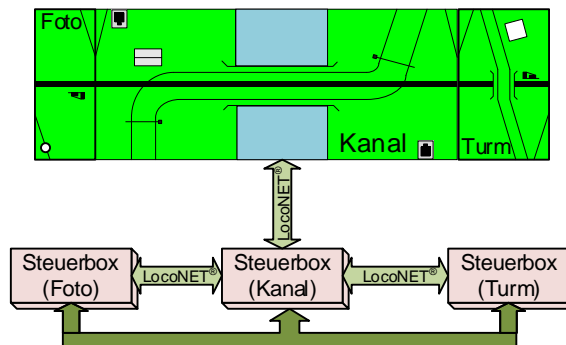 Foto
Kanal
Turm
LocoNET®
Steuerbox
(Foto)
LocoNET®
Steuerbox
(Kanal)
LocoNET®
Steuerbox
(Turm)